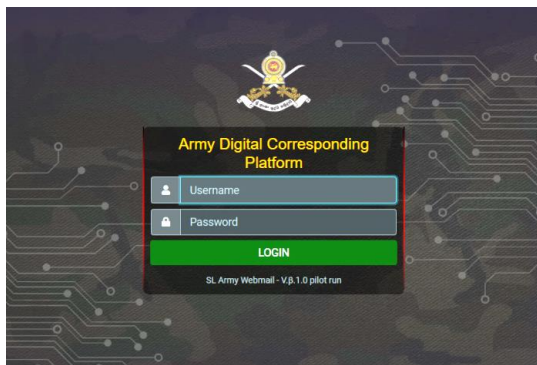 Army Digital Corresponding
Platform
Username
Password
LOGIN
SL Army Webmail - V.β.1.0 pilot run